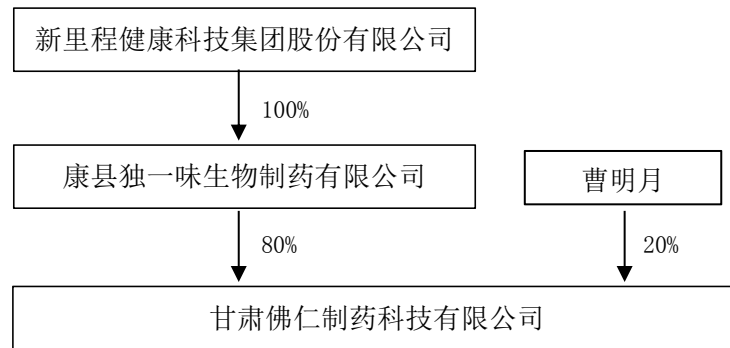 新里程健康科技集团股份有限公司
100%
康县独一味生物制药有限公司
曹明月
80%
20%
甘肃佛仁制药科技有限公司